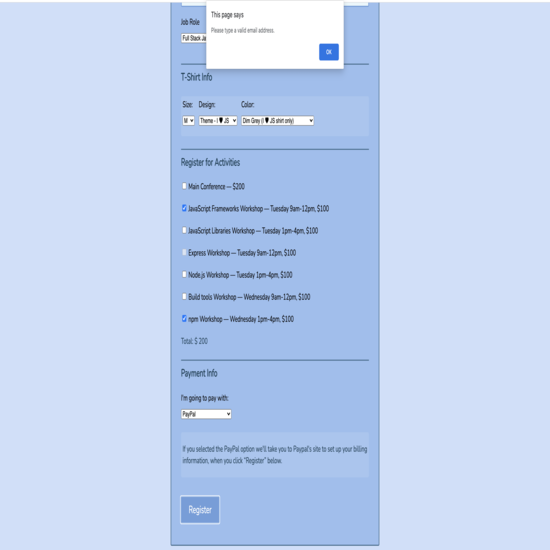 This page says
Please type a valid email address.
OK
Job Role
Full Stack Ja
T-Shirt Info
Size: Design: Color:
M Theme - I ♥ JS Dim Grey (I ♥ JS shirt only)
Register for Activities
Main Conference — $200
JavaScript Frameworks Workshop — Tuesday 9am-12pm, $100
JavaScript Libraries Workshop — Tuesday 1pm-4pm, $100
Express Workshop — Tuesday 9am-12pm, $100
Node.js Workshop — Tuesday 1pm-4pm, $100
Build tools Workshop — Wednesday 9am-12pm, $100
npm Workshop — Wednesday 1pm-4pm, $100
Total: $ 200
Payment Info
I'm going to pay with:
PayPal
If you selected the PayPal option we'll take you to Paypal's site to set up your billing
information, when you click “Register” below.
Register